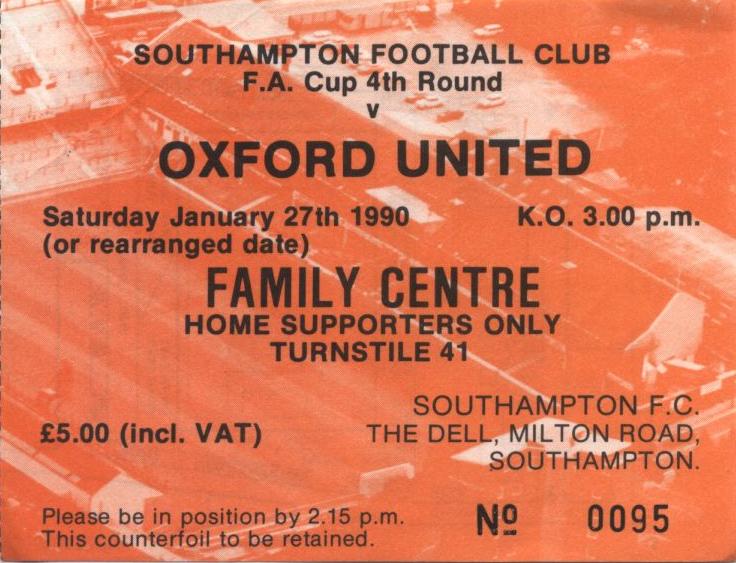 SOUTHAMPTON FOOTBALL CLUB
F.A. Cup 4th Round
v
OXFORD UNITED
Saturday January 27th 1990 K.O. 3.00 p.m.
(or rearranged date)
FAMILY CENTRE
HOME SUPPORTERS ONLY
TURNSTILE 41
SOUTHAMPTON F.C.
£5.00 (incl. VAT) THE DELL, MILTON ROAD,
SOUTHAMPTON.
Please be in position by 2.15 p.m.
This counterfoil to be retained.
Nº 0095